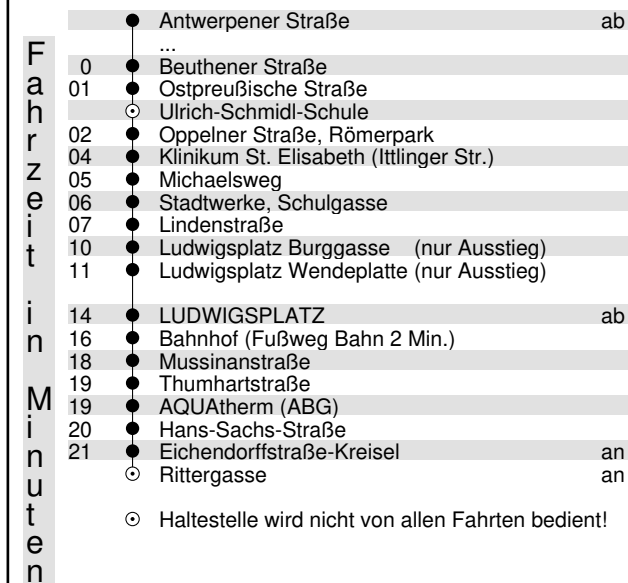 Fahrzeit in Minuten
Antwerpener Straße ab
...
0 Beuthener Straße
01 Ostpreußische Straße
Ulrich-Schmidl-Schule
02 Oppelner Straße, Römerpark
04 Klinikum St. Elisabeth (Ittlinger Str.)
05 Michaelsweg
06 Stadtwerke, Schulgasse
07 Lindenstraße
10 Ludwigsplatz Burggasse (nur Ausstieg)
11 Ludwigsplatz Wendeplatte (nur Ausstieg)
14 LUDWIGSPLATZ ab
16 Bahnhof (Fußweg Bahn 2 Min.)
18 Mussinanstraße
19 Thumhartstraße
19 AQUAtherm (ABG)
20 Hans-Sachs-Straße
21 Eichendorffstraße-Kreisel an
Rittergasse an
Haltestelle wird nicht von allen Fahrten bedient!